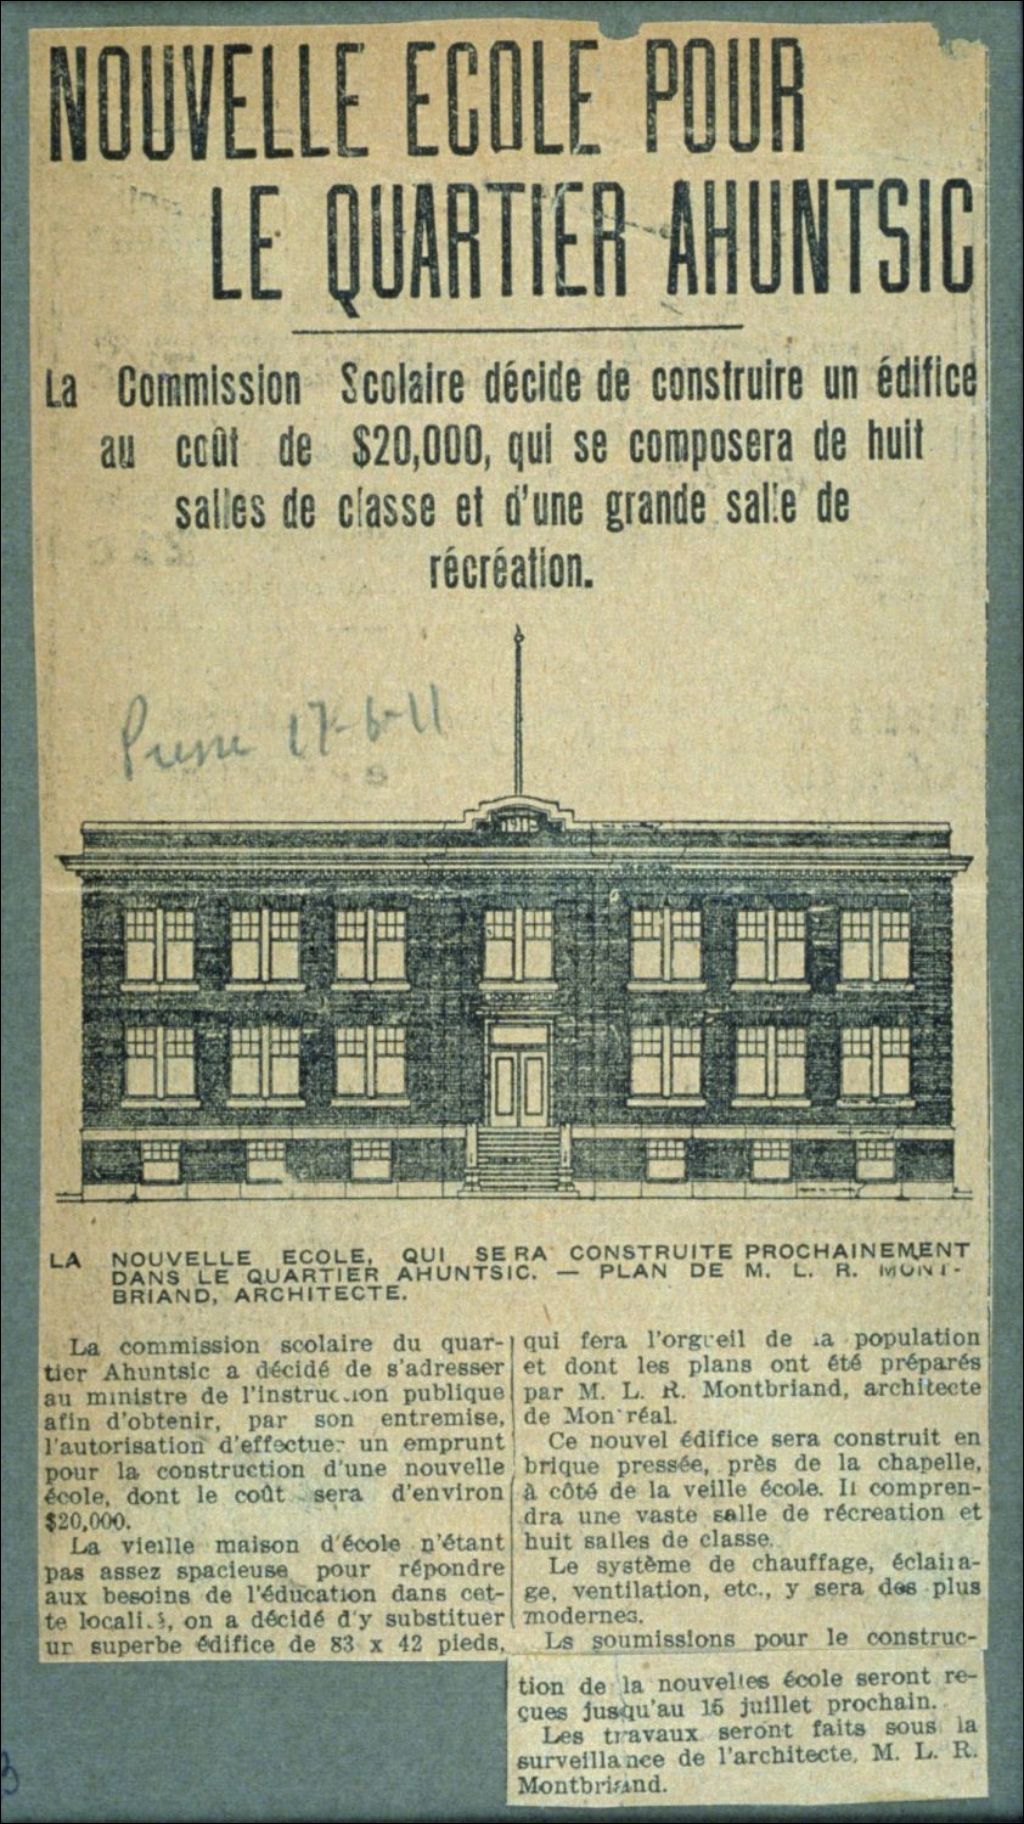 NOUVELLE ECOLE POUR
LE QUARTIER AHUNTSIC
La Commission Scolaire décide de construire un édifice
au coût de $20,000, qui se composera de huit
salles de classe et d'une grande salle de
récréation.
Presse 17-6-11
LA NOUVELLE ECOLE, QUI SERA CONSTRUITE PROCHAINEMENT
DANS LE QUARTIER AHUNTSIC. — PLAN DE M. L. R. MONT-
BRIAND, ARCHITECTE.
La commission scolaire du quar-
tier Ahuntsic a décidé de s'adresser
au ministre de l'instruction publique
afin d'obtenir, par son entremise,
l'autorisation d'effectuer un emprunt
pour la construction d'une nouvelle
école, dont le coût sera d'environ
$20,000.
La vieille maison d'école n'étant
pas assez spacieuse pour répondre
aux besoins de l'éducation dans cet-
te localité, on a décidé d'y substituer
un superbe édifice de 83 x 42 pieds,
qui fera l'orgueil de la population
et dont les plans ont été préparés
par M. L. R. Montbriand, architecte
de Montréal.
Ce nouvel édifice sera construit en
brique pressée, près de la chapelle,
à côté de la veille école. Il compren-
dra une vaste salle de récreation et
huit salles de classe.
Le système de chauffage, éclaira-
ge, ventilation, etc., y sera des plus
modernes.
Ls soumissions pour le construc-
tion de la nouvelles école seront re-
çues jusqu'au 15 juillet prochain.
Les travaux seront faits sous la
surveillance de l'architecte, M. L. R.
Montbriand.